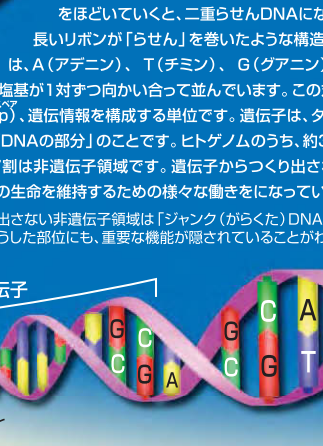 をほどいていくと、二重らせんDNAにな
長いリボンが「らせん」を巻いたような構造
は、A(アデニン)、T(チミン)、G(グアニン)
塩基が1対ずつ向かい合って並んでいます。この
ペア
p)、遺伝情報を構成する単位です。遺伝子は、タ
DNAの部分」のことです。ヒトゲノムのうち、約3
割は非遺伝子領域です。遺伝子からつくり出さ
の生命を維持するための様々な働きをになってい
出さない非遺伝子領域は「ジャンク(がらくた)DNA
うした部位にも、重要な機能が隠されていることがわ
伝子
G C G C A
C G A C G T